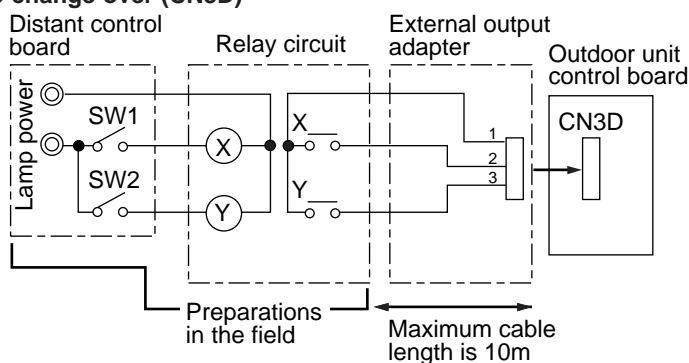 change over (CN3D)
Distant control
board
Relay circuit
External output
adapter
Outdoor unit
control board
Lamp power
SW1
SW2
X
Y
X
Y
1
2
3
CN3D
Preparations
in the field
Maximum cable
length is 10m